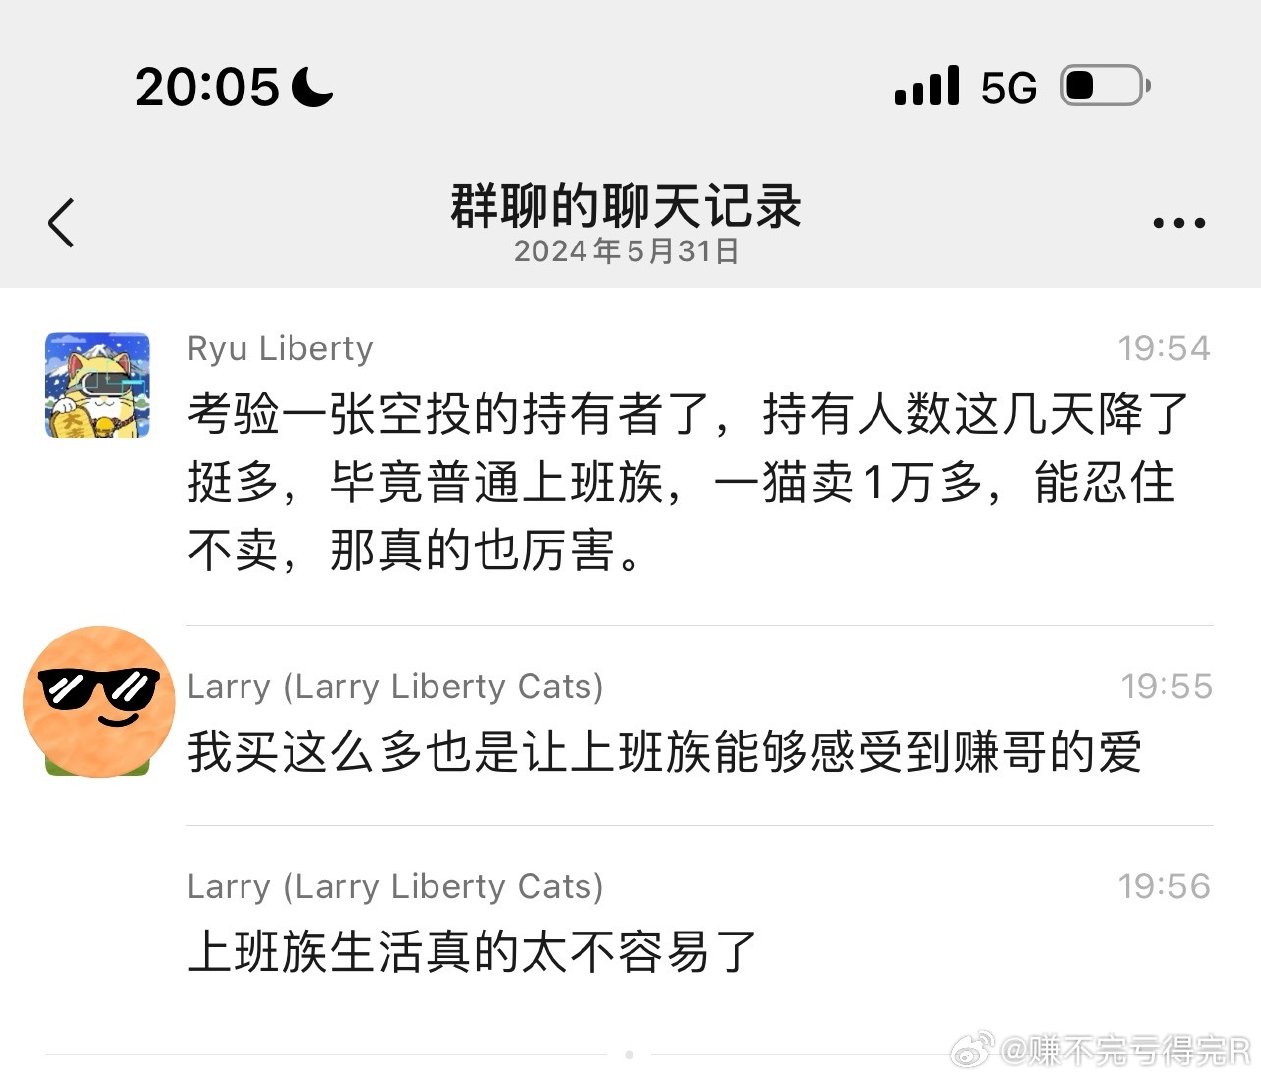 20:05
5G
群聊的聊天记录
2024年5月31日
Ryu Liberty
19:54
考验一张空投的持有者了，持有人数这几天降了
挺多，毕竟普通上班族，一猫卖1万多，能忍住
不卖，那真的也厉害。
Larry (Larry Liberty Cats)
19:55
我买这么多也是让上班族能够感受到赚哥的爱
Larry (Larry Liberty Cats)
19:56
上班族生活真的太不容易了
@赚不完亏得完R